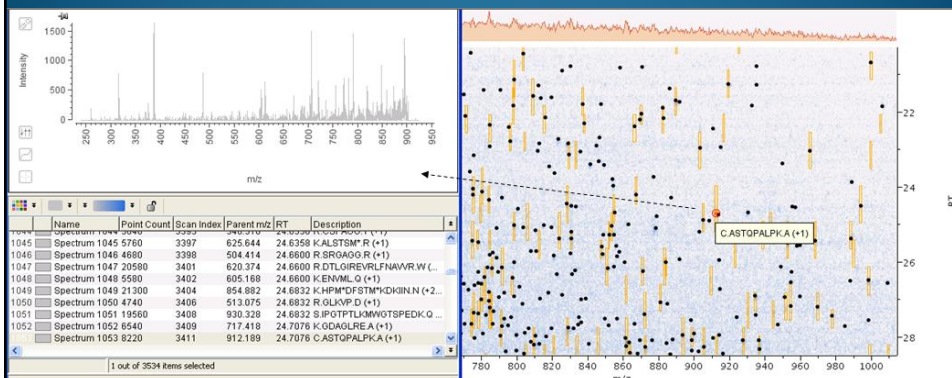 1500
1000
500
0
Intensity
250 300 350 400 450 500 550 600 650 700 750 800 850 900 950
m/z
Name Point Count Scan Index Parent m/z RT Description
1045 Spectrum 1045 5760 3397 625.644 24.6358 K.ALSTSM*.R (+1)
1046 Spectrum 1046 4680 3398 504.414 24.6600 R.SRGAGG.R (+1)
1047 Spectrum 1047 20580 3401 620.374 24.6600 R.DTLGIREVRLFNAVVR.W (...
1048 Spectrum 1048 5580 3402 605.168 24.6600 K.ENVML.Q (+1)
1049 Spectrum 1049 21300 3404 854.882 24.6832 K.HPM*DFSTM*KDKIIN.N (+2...
1050 Spectrum 1050 4740 3406 513.075 24.6832 R.GLKVP.D (+1)
1051 Spectrum 1051 19560 3408 930.328 24.6832 S.IPGTPTLKMWGTSPEDK.Q ...
1052 Spectrum 1052 6540 3409 717.418 24.7076 K.GDAGLRE.A (+1)
Spectrum 1053 8220 3411 912.189 24.7076 C.ASTQPALPK.A (+1)
1 out of 3534 items selected
C.ASTQPALPK.A (+1)
22
24
26
28
RT
780 800 820 840 860 880 900 920 940 960 980 1000
m/z